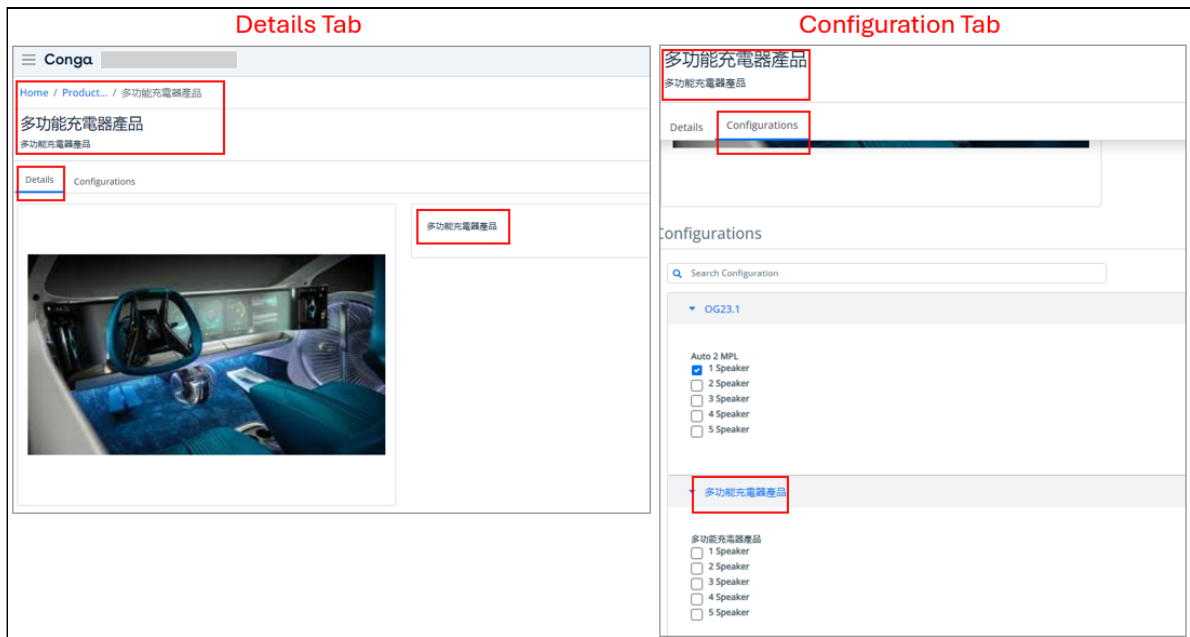 Details Tab
Conga
Home / Product... / 多功能充電器產品
多功能充電器產品
多功能充電器產品
Details Configurations
多功能充電器產品
Configuration Tab
多功能充電器產品
多功能充電器產品
Details Configurations
Configurations
Search Configuration
OG23.1
Auto 2 MPL
1 Speaker
2 Speaker
3 Speaker
4 Speaker
5 Speaker
多功能充電器產品
多功能充電器產品
1 Speaker
2 Speaker
3 Speaker
4 Speaker
5 Speaker